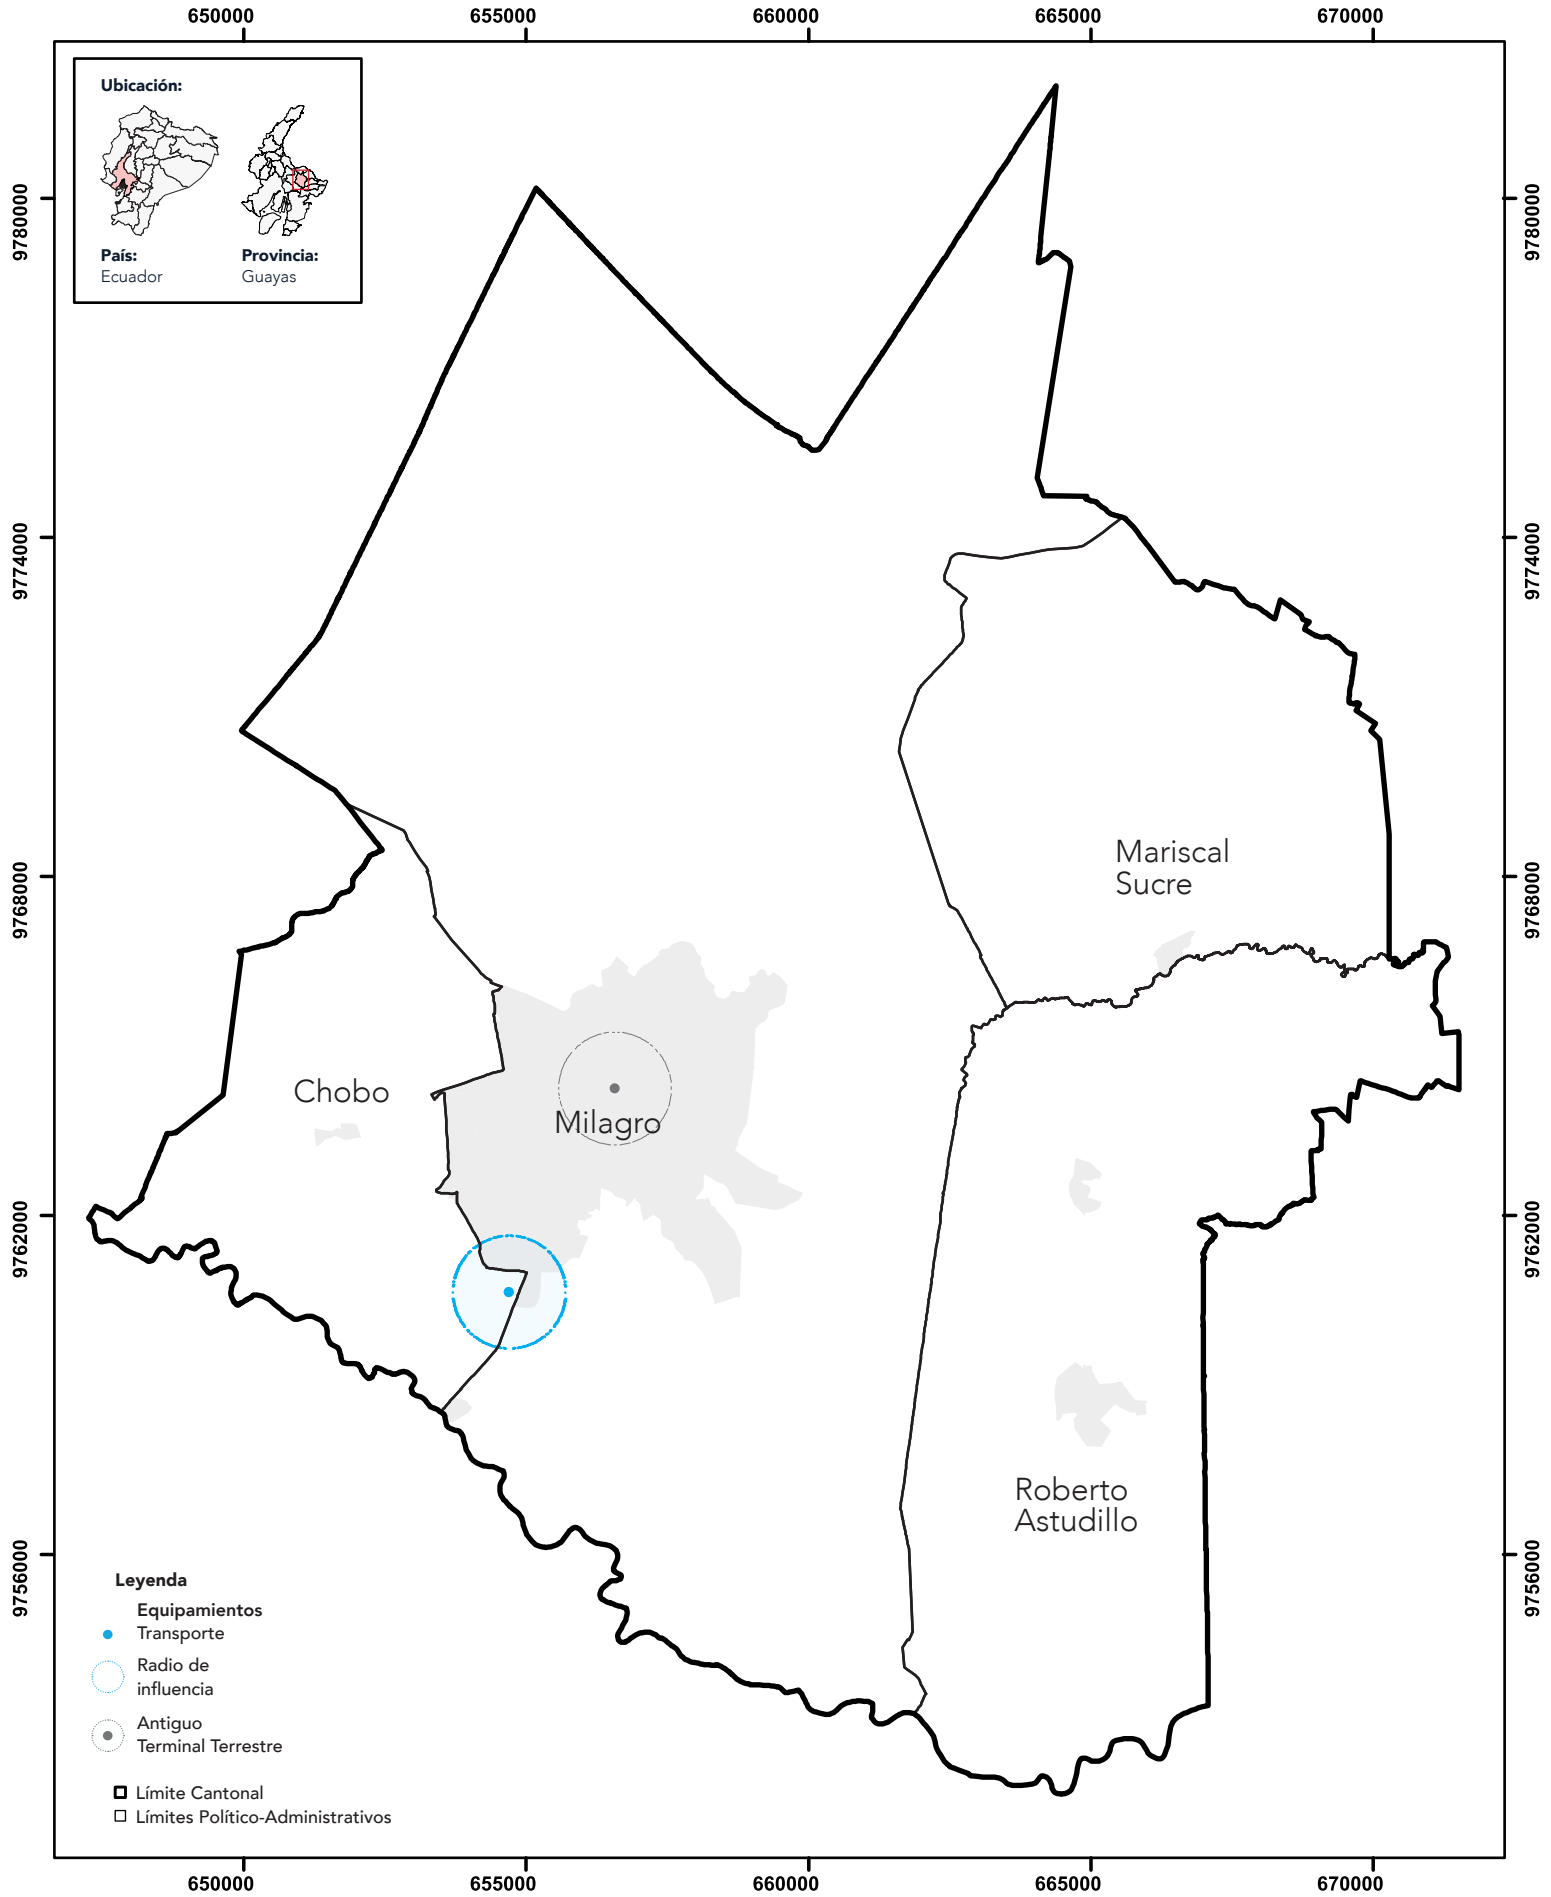 650000
655000
660000
665000
670000
Ubicación:
País:
Ecuador
Provincia:
Guayas
9780000
9780000
9774000
9774000
Mariscal
Sucre
9768000
9768000
Chobo
Milagro
9762000
9762000
Roberto
Astudillo
9756000
9756000
Leyenda
Equipamientos
Transporte
Radio de
influencia
Antiguo
Terminal Terrestre
Límite Cantonal
Límites Político-Administrativos
650000
655000
660000
665000
670000